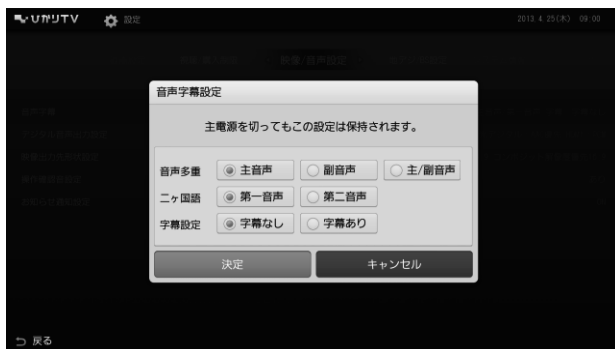 ひかりTV 設定 2013. 4. 25(木) 09:00
映像/音声設定
音声字幕設定
主電源を切ってもこの設定は保持されます。
音声多重 主音声 副音声 主/副音声
二ヶ国語 第一音声 第二音声
字幕設定 字幕なし 字幕あり
決定 キャンセル
戻る